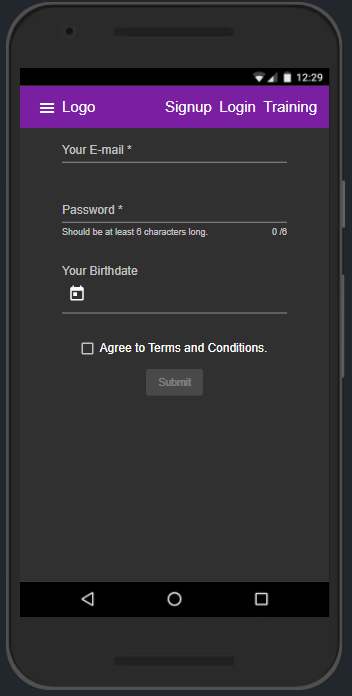 12:29
Logo Signup Login Training
Your E-mail *
Password *
Should be at least 6 characters long. 0 /6
Your Birthdate
Agree to Terms and Conditions.
Submit